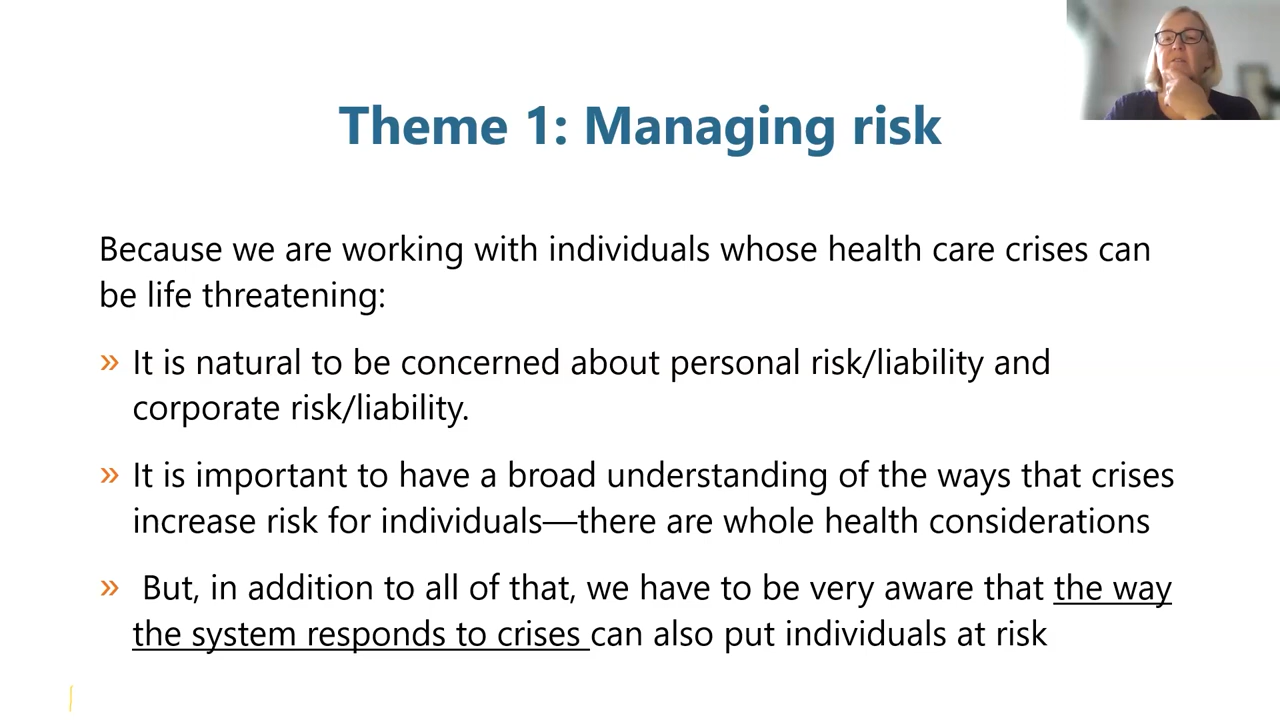 Theme 1: Managing risk
Because we are working with individuals whose health care crises can
be life threatening:
» It is natural to be concerned about personal risk/liability and
corporate risk/liability.
» It is important to have a broad understanding of the ways that crises
increase risk for individuals—there are whole health considerations
» But, in addition to all of that, we have to be very aware that the way
the system responds to crises can also put individuals at risk